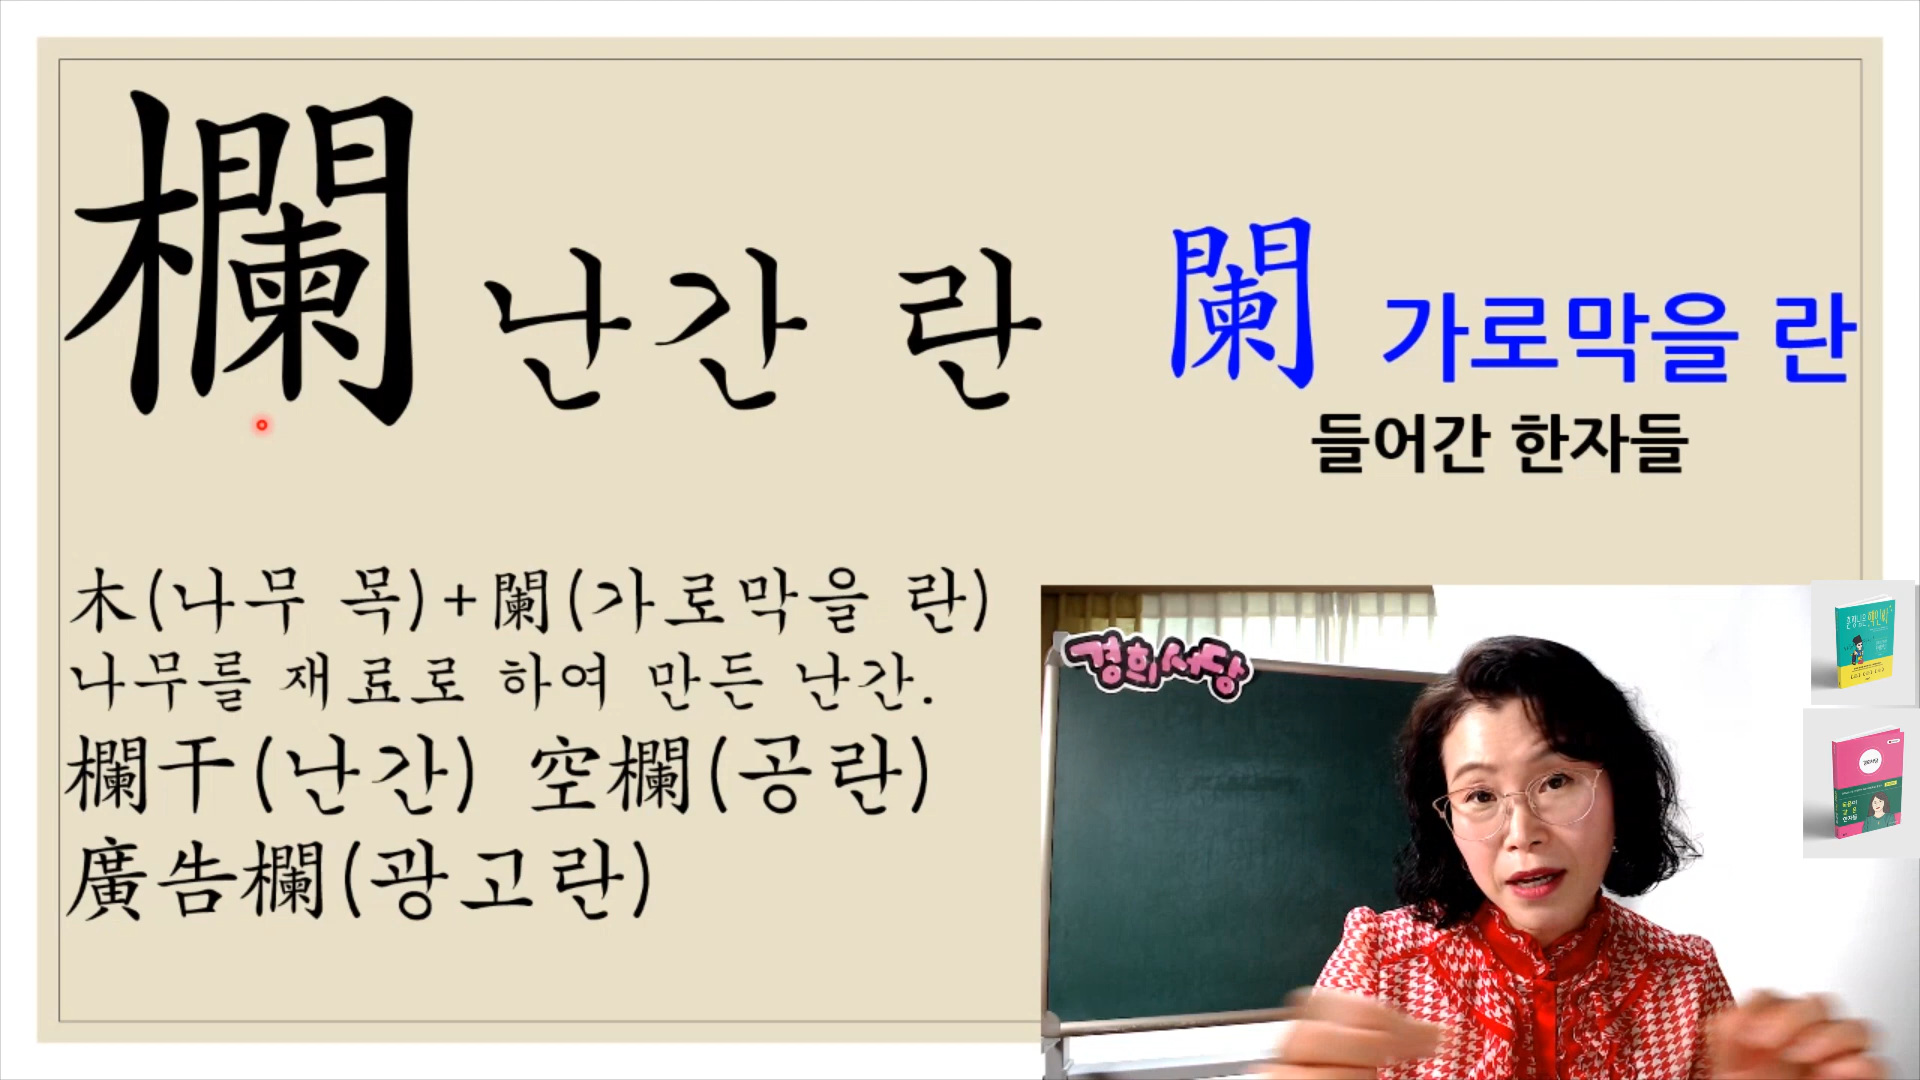 欄 난간 란
闌 가로막을 란
들어간 한자들
木(나무 목)+闌(가로막을 란)
나무를 재료로 하여 만든 난간.
欄干(난간) 空欄(공란)
廣告欄(광고란)
경희서당